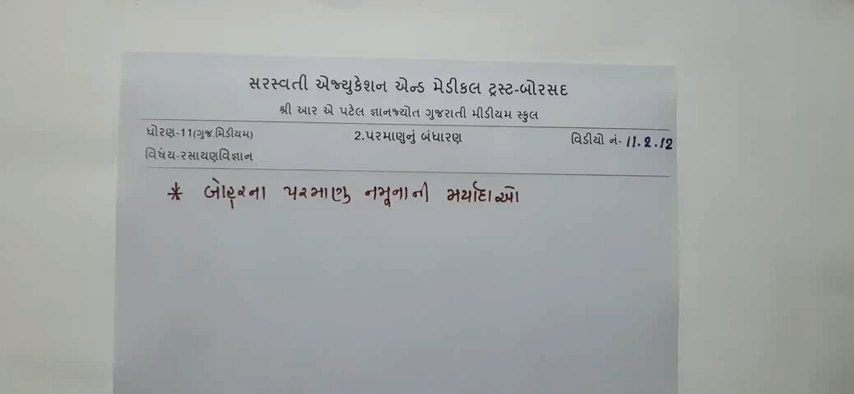 સરસ્વતી એજ્યુકેશન એન્ડ મેડીકલ ટ્રસ્ટ-બોરસદ
શ્રી આર એ પટેલ જ્ઞાનજ્યોત ગુજરાતી મીડીયમ સ્કુલ
ધોરણ-11(ગુજ.મિડીયમ) 2.પરમાણુનું બંધારણ વિડીયો નં- 11.2.12
વિષય-રસાયણવિજ્ઞાન
* બોહ્રના પરમાણુ નમૂનાની મર્યાદાઓ